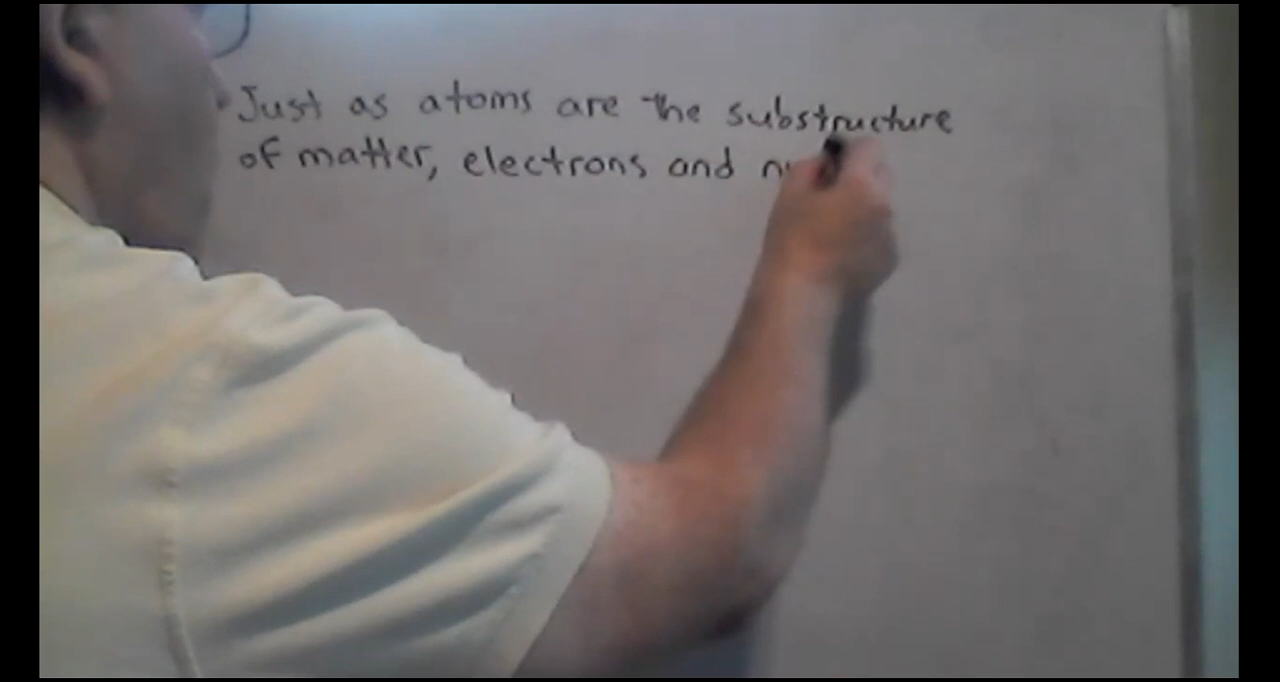 Just as atoms are the substructure
of matter, electrons and